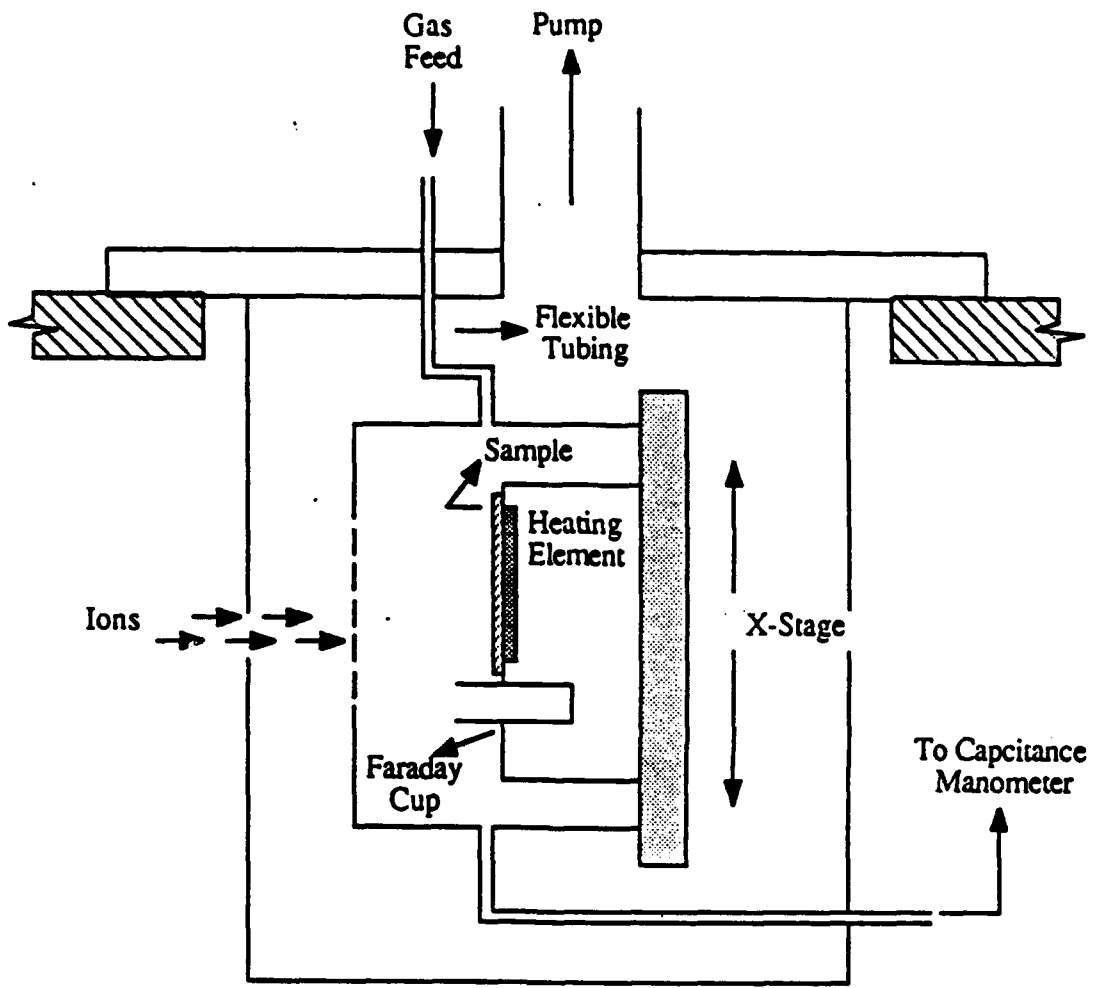 Gas
Feed
Pump
Flexible
Tubing
Sample
Heating
Element
Ions
X-Stage
Faraday
Cup
To Capcitance
Manometer